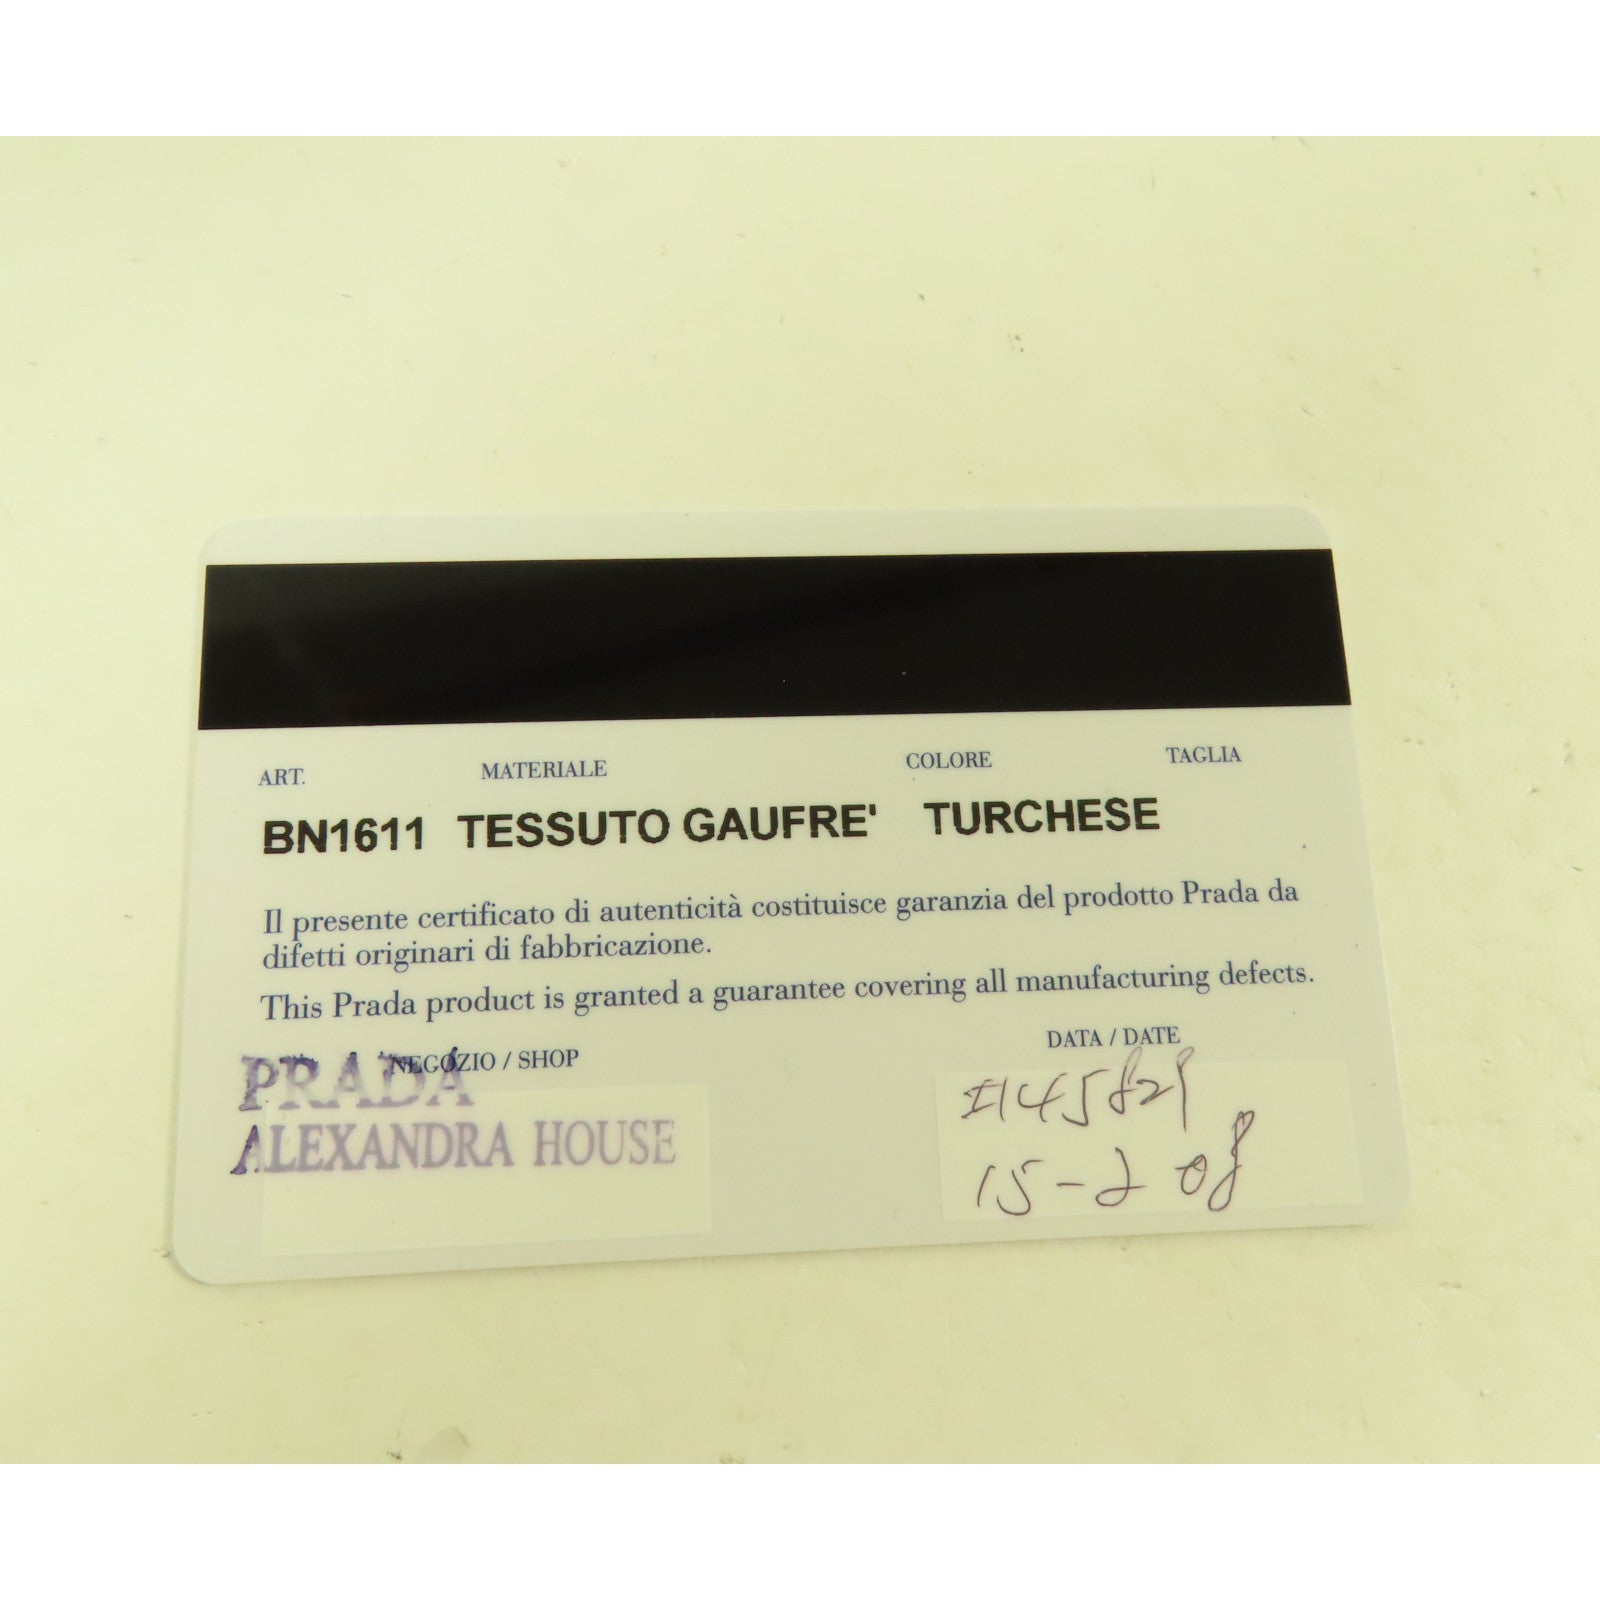 ART. MATERIALE COLORE TAGLIA
BN1611 TESSUTO GAUFRE' TURCHESE
Il presente certificato di autenticità costituisce garanzia del prodotto Prada da
difetti originari di fabbricazione.
This Prada product is granted a guarantee covering all manufacturing defects.
NEGOZIO / SHOP DATA / DATE
PRADA
ALEXANDRA HOUSE
#145829
15-2 08